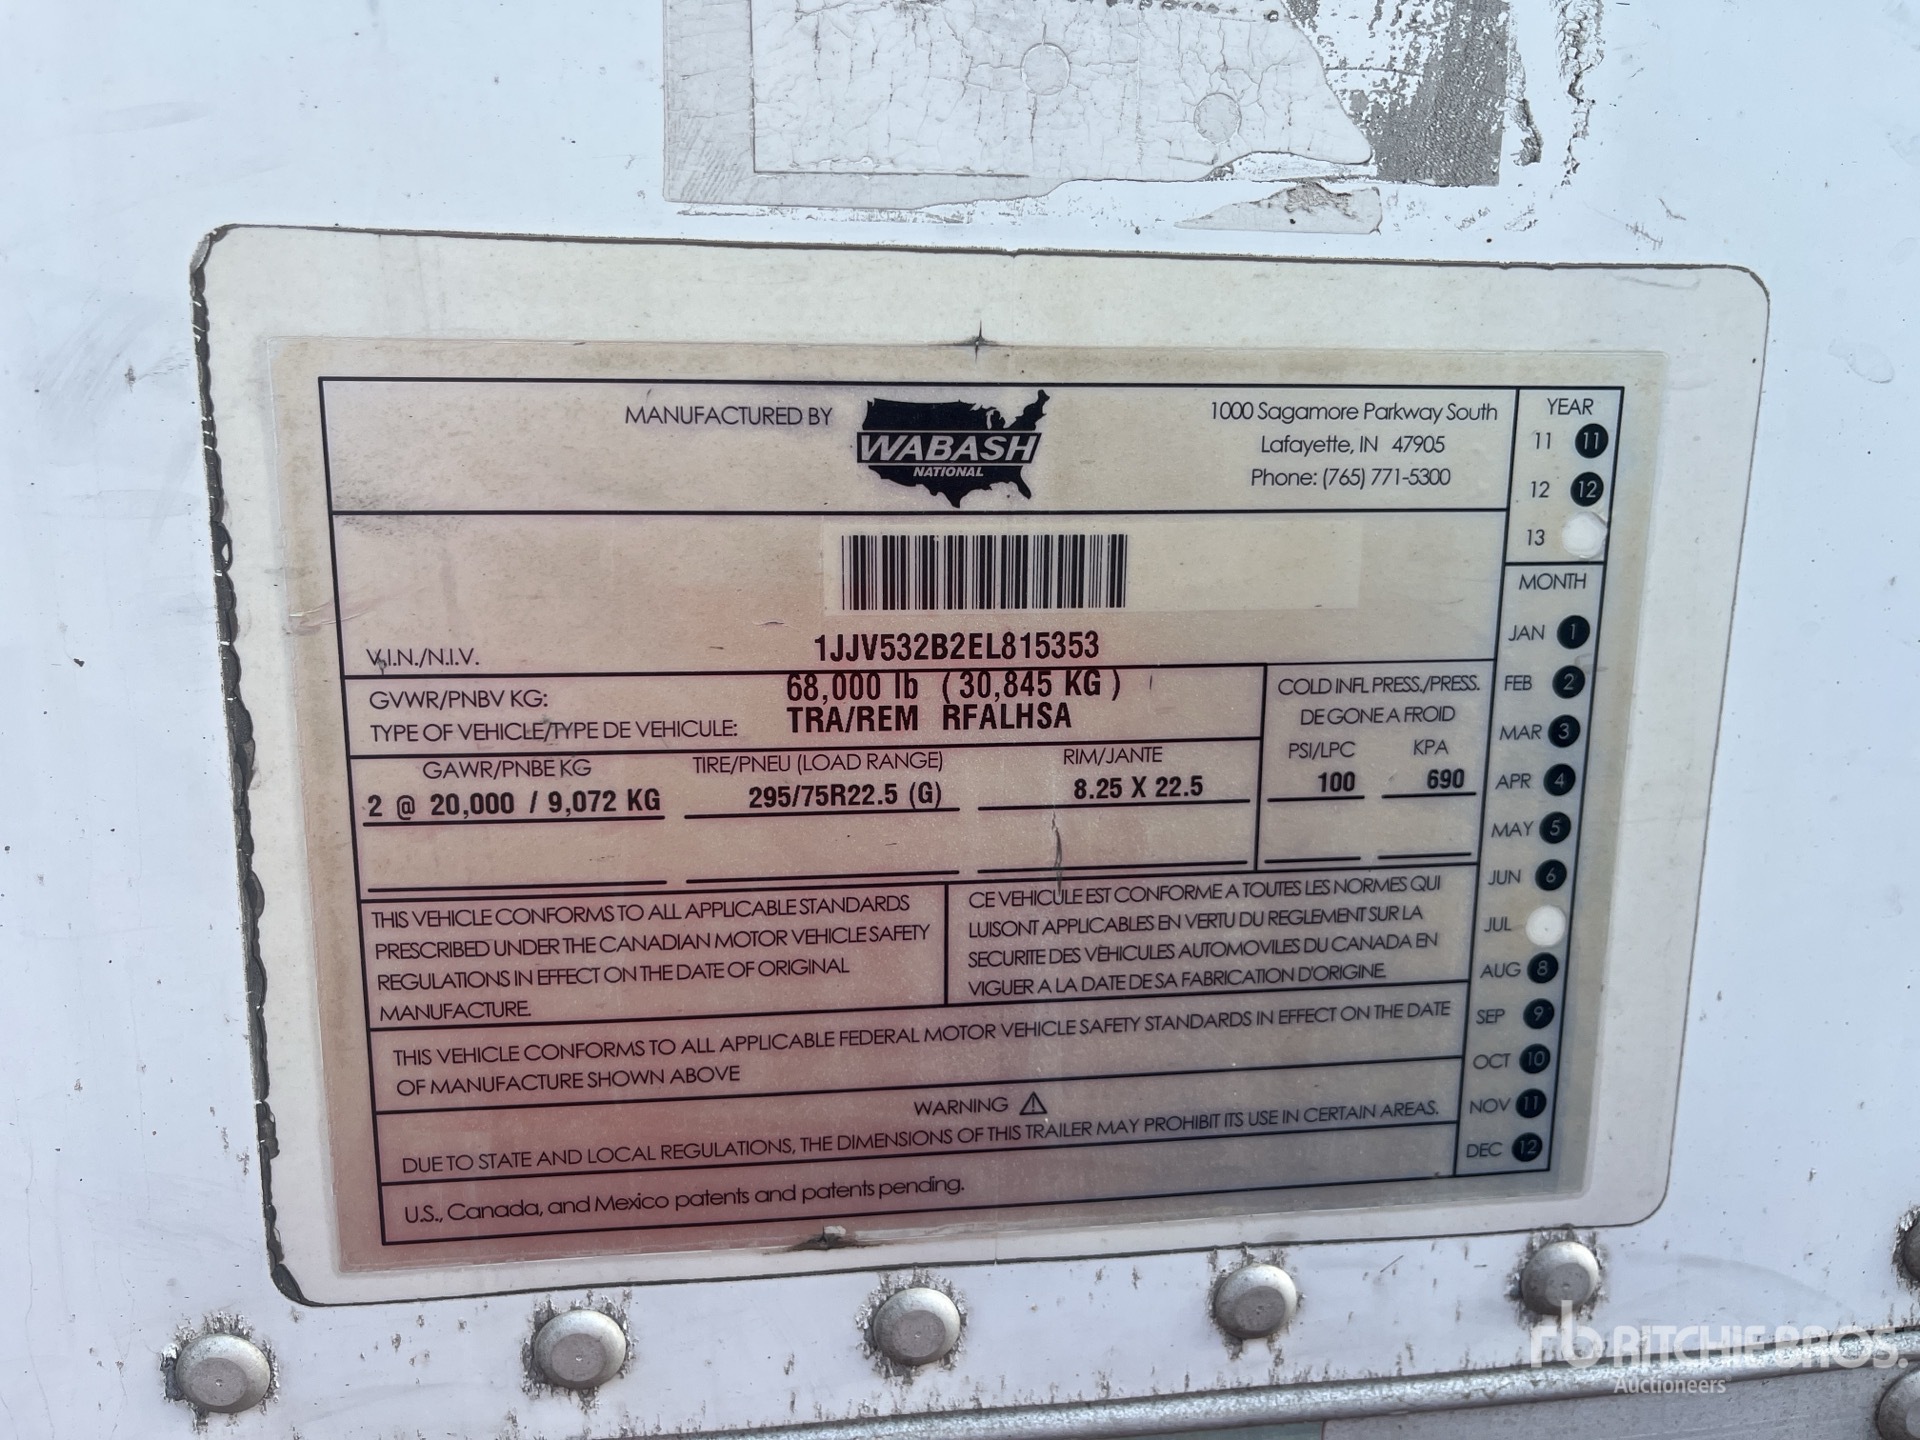 MANUFACTURED BY
WABASH
NATIONAL
1000 Sagamore Parkway South
Lafayette, IN 47905
Phone: (765) 771-5300
YEAR
11 11
12 12
13
V.I.N./N.I.V.
1JJV532B2EL815353
GVWR/PNBV KG: 68,000 lb (30,845 KG)
TYPE OF VEHICLE/TYPE DE VEHICULE: TRA/REM RFALHSA
COLD INFL PRESS./PRESS.
DE GONE A FROID
PSI/LPC KPA
100 690
GAWR/PNBE KG TIRE/PNEU (LOAD RANGE) RIM/JANTE
2 @ 20,000 / 9,072 KG 295/75R22.5 (G) 8.25 X 22.5
MONTH
JAN 1
FEB 2
MAR 3
APR 4
MAY 5
JUN 6
JUL
AUG 8
SEP 9
OCT 10
NOV 11
DEC 12
THIS VEHICLE CONFORMS TO ALL APPLICABLE STANDARDS
PRESCRIBED UNDER THE CANADIAN MOTOR VEHICLE SAFETY
REGULATIONS IN EFFECT ON THE DATE OF ORIGINAL
MANUFACTURE.
CE VEHICULE EST CONFORME A TOUTES LES NORMES QUI
LUISONT APPLICABLES EN VERTU DU REGLEMENT SUR LA
SECURITE DES VEHICULES AUTOMOVILES DU CANADA EN
VIGUER A LA DATE DE SA FABRICATION D'ORIGINE.
THIS VEHICLE CONFORMS TO ALL APPLICABLE FEDERAL MOTOR VEHICLE SAFETY STANDARDS IN EFFECT ON THE DATE
OF MANUFACTURE SHOWN ABOVE
WARNING
DUE TO STATE AND LOCAL REGULATIONS, THE DIMENSIONS OF THIS TRAILER MAY PROHIBIT ITS USE IN CERTAIN AREAS.
U.S., Canada, and Mexico patents and patents pending.
rb RITCHIE BROS.
Auctioneers